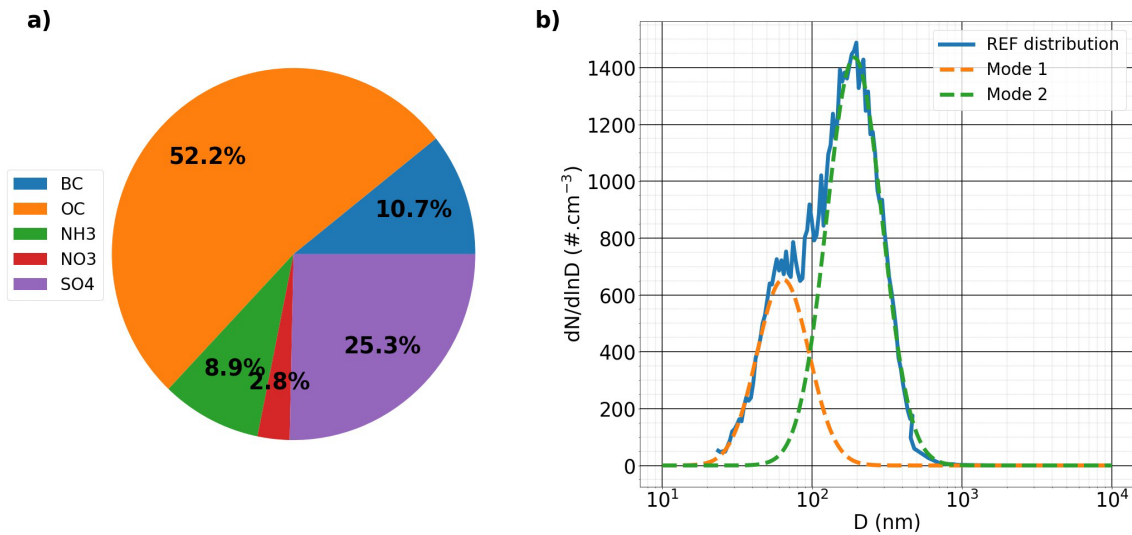 a)
BC
OC
NH3
NO3
SO4
52.2%
10.7%
8.9%
2.8%
25.3%
b)
REF distribution
Mode 1
Mode 2
dN/dlnD (#.cm⁻³)
1400
1200
1000
800
600
400
200
0
10¹ 10² 10³ 10⁴
D (nm)